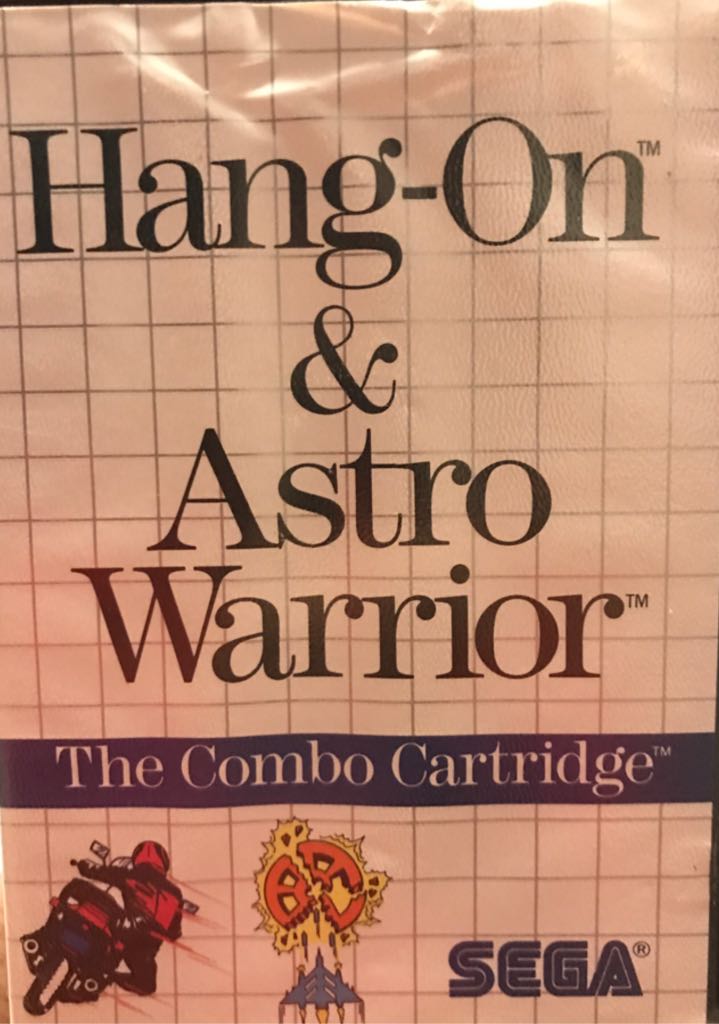 Hang-On™
&
Astro
Warrior™
The Combo Cartridge™
SEGA®